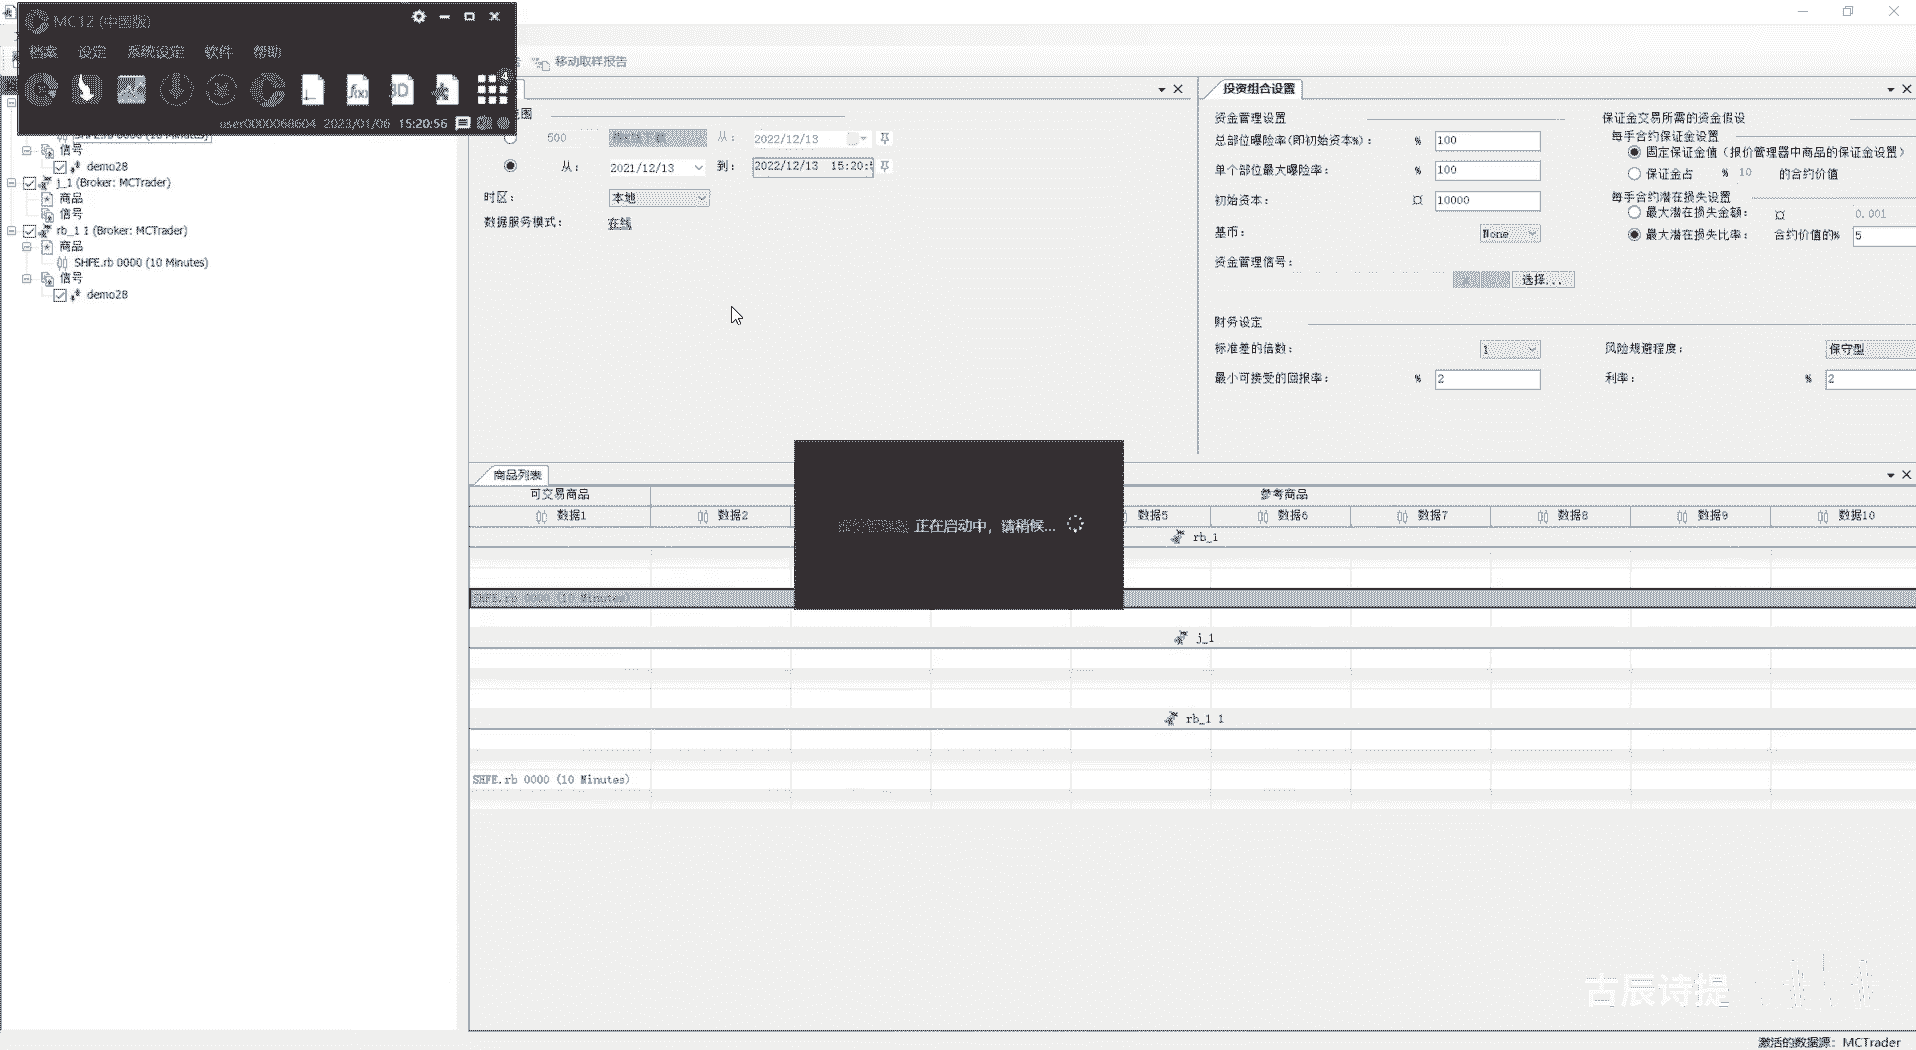 MC12 (中国版)
档案 设定 系统设定 软件 帮助
4
user0000068604 2023/01/06 15:20:56
移动取样报告
SHFE.rb 0000 (10 Minutes)
信号
demo28
j_1 (Broker: MCTrader)
商品
信号
rb_1 1 (Broker: MCTrader)
商品
SHFE.rb 0000 (10 Minutes)
信号
demo28
500 从: 2022/12/13
从: 2021/12/13 到: 2022/12/13 15:20:
时区: 本地
数据服务模式: 在线
投资组合设置
资金管理设置
总部位曝险率(即初始资本%): % 100
单个部位最大曝险率: % 100
初始资本: ¤ 10000
基币: None
资金管理信号:
选择...
保证金交易所需的资金假设
每手合约保证金设置
固定保证金值(报价管理器中商品的保证金设置)
保证金占 % 10 的合约价值
每手合约潜在损失设置
最大潜在损失金额: ¤ 0.001
最大潜在损失比率: 合约价值的% 5
财务设定
标准差的倍数: 1 风险规避程度: 保守型
最小可接受的回报率: % 2 利率: % 2
商品列表
可交易商品 参考商品
数据1 数据2 数据5 数据6 数据7 数据8 数据9 数据10
rb_1
SHFE.rb 0000 (10 Minutes)
j_1
rb_1 1
SHFE.rb 0000 (10 Minutes)
正在启动中, 请稍候...
古辰诗提
激活的数据源: MCTrader